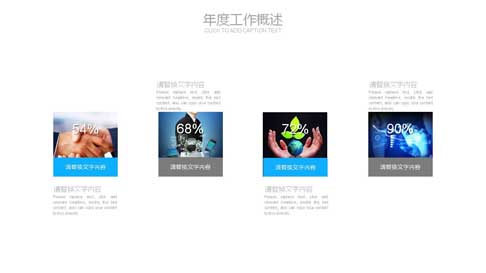 年度工作概述
CLICK TO ADD CAPTION TEXT
请替换文字内容
Please replace text, click add
relevant headline, modify the text
content, also can copy your content
to this directly.
请替换文字内容
Please replace text, click add
relevant headline, modify the text
content, also can copy your content
to this directly.
54%
68%
72%
90%
请替换文字内容
请替换文字内容
请替换文字内容
请替换文字内容
请替换文字内容
Please replace text, click add
relevant headline, modify the text
content, also can copy your content
to this directly.
请替换文字内容
Please replace text, click add
relevant headline, modify the text
content, also can copy your content
to this directly.